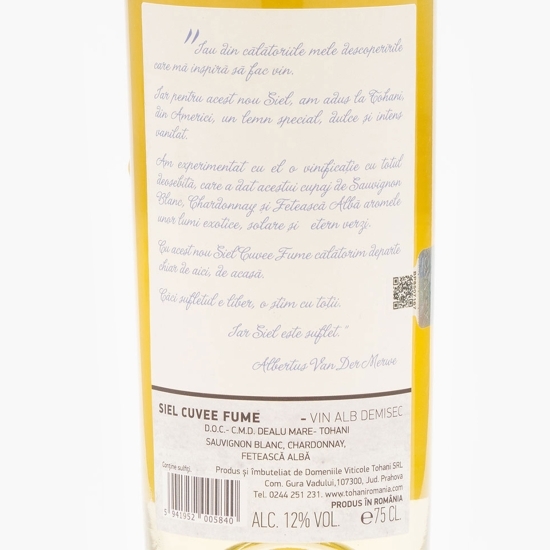 "Iau din călătoriile mele descoperirile
care mă inspiră să fac vin.
Iar pentru acest nou Siel, am adus la Tohani,
din Americi, un lemn special, dulce și intens
vanilat.
Am experimentat cu el o vinificație cu totul
deosebită, care a dat acestui cupaj de Sauvignon
Blanc, Chardonnay și Fetească Albă aromele
unor lumi exotice, solare și etern verzi.
Cu acest nou Siel Cuvee Fume călătorim departe
chiar de aici, de acasă,
Căci sufletul e liber, o știm cu toții.
Iar Siel este suflet."
Albertus Van Der Merwe
SIEL CUVEE FUME - VIN ALB DEMISEC
D.O.C.- C.M.D. DEALU MARE- TOHANI
SAUVIGNON BLANC, CHARDONNAY,
FETEASCĂ ALBĂ
Conține sulfiți.
Produs și îmbuteliat de Domeniile Viticole Tohani SRL
Com. Gura Vadului,107300, Jud. Prahova
Tel. 0244 251 231. www.tohaniromania.com
PRODUS ÎN ROMÂNIA
5 941952 005840
ALC. 12% VOL. e75 CL.